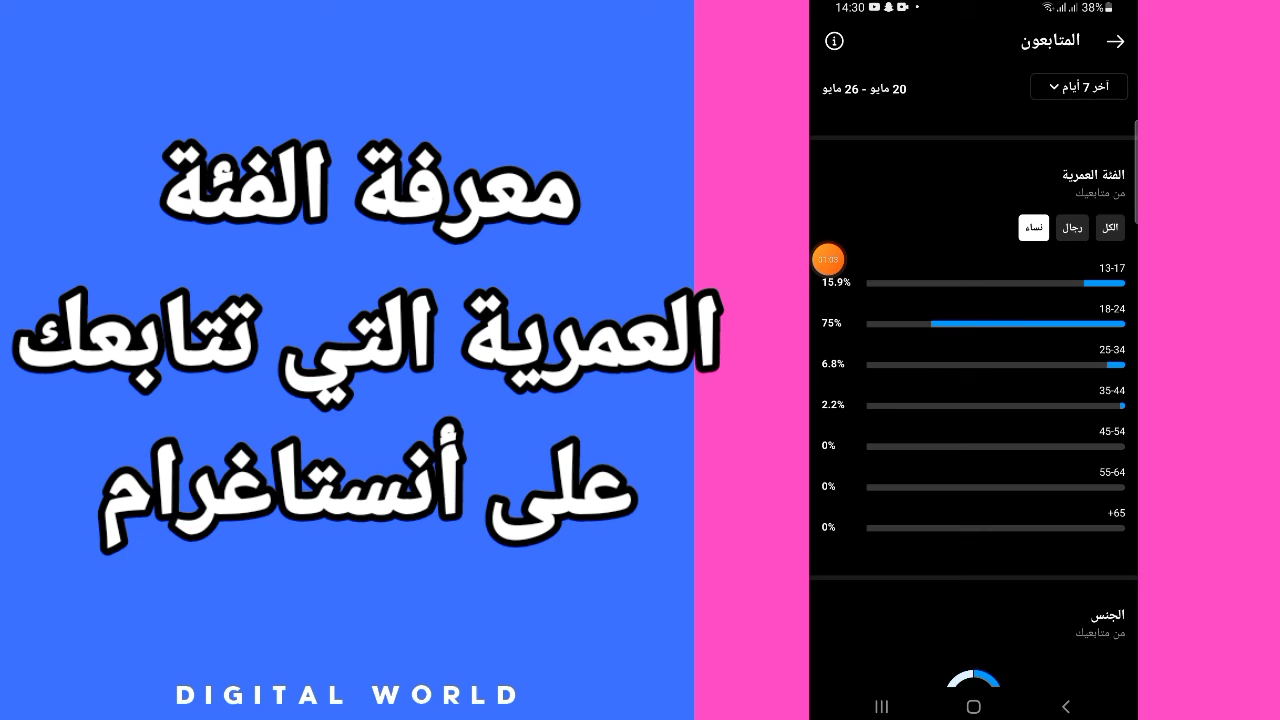 معرفة الفئة
العمرية التي تتابعك
على أنستاغرام
DIGITAL WORLD
14:30
38%
المتابعون
آخر 7 أيام
20 مايو - 26 مايو
الفئة العمرية
من متابعيك
الكل
رجال
نساء
01:03
13-17
15.9%
18-24
75%
25-34
6.8%
35-44
2.2%
45-54
0%
55-64
0%
+65
0%
الجنس
من متابعيك